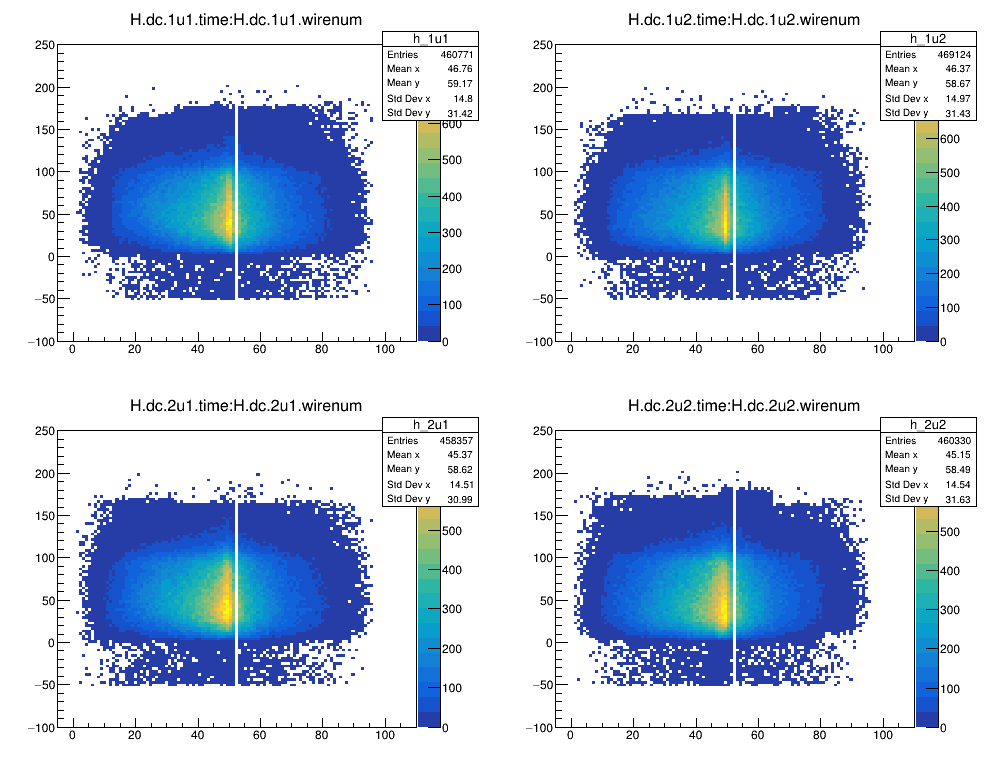 H.dc.1u1.time:H.dc.1u1.wirenum
h_1u1
Entries 460771
Mean x 46.76
Mean y 59.17
Std Dev x 14.8
Std Dev y 31.42
250
200
150
100
50
0
−50
−100
0 20 40 60 80 100
600
500
400
300
200
100
0
H.dc.1u2.time:H.dc.1u2.wirenum
h_1u2
Entries 469124
Mean x 46.37
Mean y 58.67
Std Dev x 14.97
Std Dev y 31.43
250
200
150
100
50
0
−50
−100
0 20 40 60 80 100
600
500
400
300
200
100
0
H.dc.2u1.time:H.dc.2u1.wirenum
h_2u1
Entries 458357
Mean x 45.37
Mean y 58.62
Std Dev x 14.51
Std Dev y 30.99
250
200
150
100
50
0
−50
−100
0 20 40 60 80 100
500
400
300
200
100
0
H.dc.2u2.time:H.dc.2u2.wirenum
h_2u2
Entries 460330
Mean x 45.15
Mean y 58.49
Std Dev x 14.54
Std Dev y 31.63
250
200
150
100
50
0
−50
−100
0 20 40 60 80 100
500
400
300
200
100
0